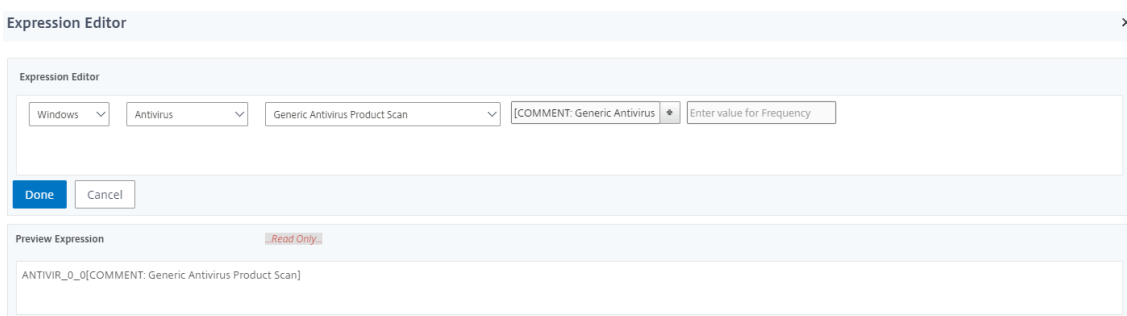 Expression Editor
Expression Editor
Windows Antivirus Generic Antivirus Product Scan [COMMENT: Generic Antivirus Enter value for Frequency
Done Cancel
Preview Expression ...Read Only...
ANTIVIR_0_0[COMMENT: Generic Antivirus Product Scan]